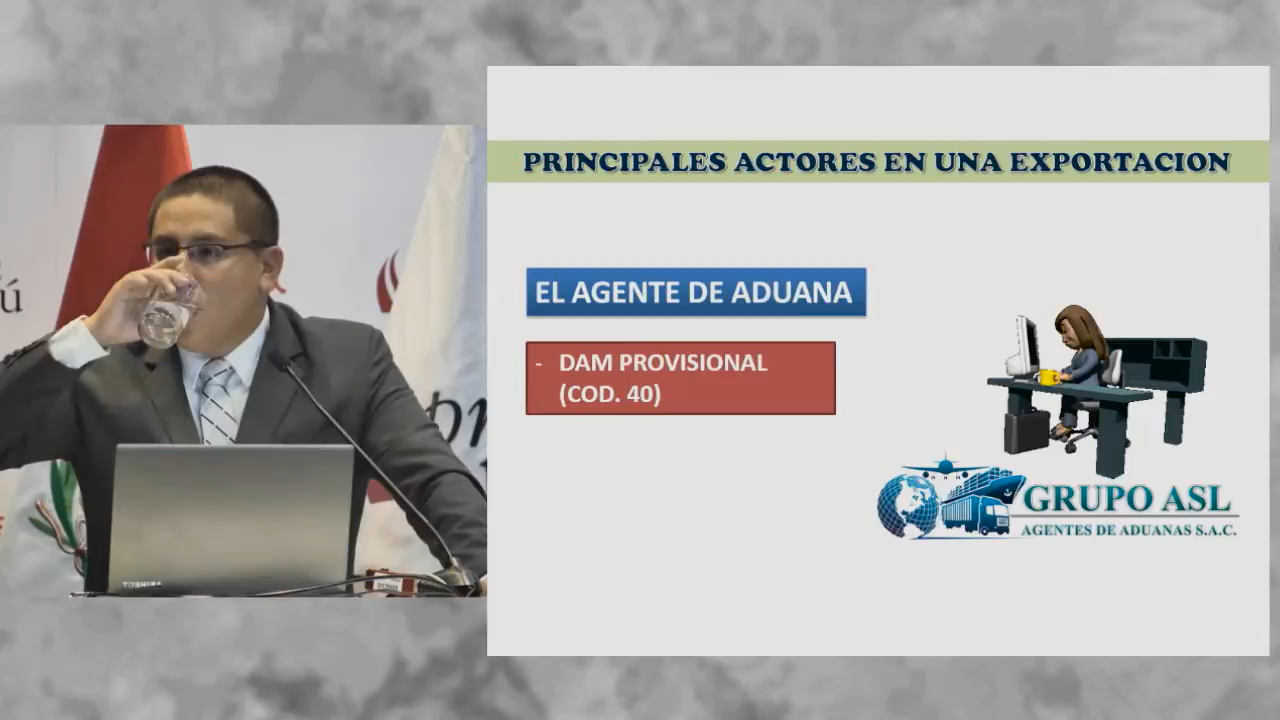 PRINCIPALES ACTORES EN UNA EXPORTACION
EL AGENTE DE ADUANA
- DAM PROVISIONAL
(COD. 40)
GRUPO ASL
AGENTES DE ADUANAS S.A.C.
TOSHIBA